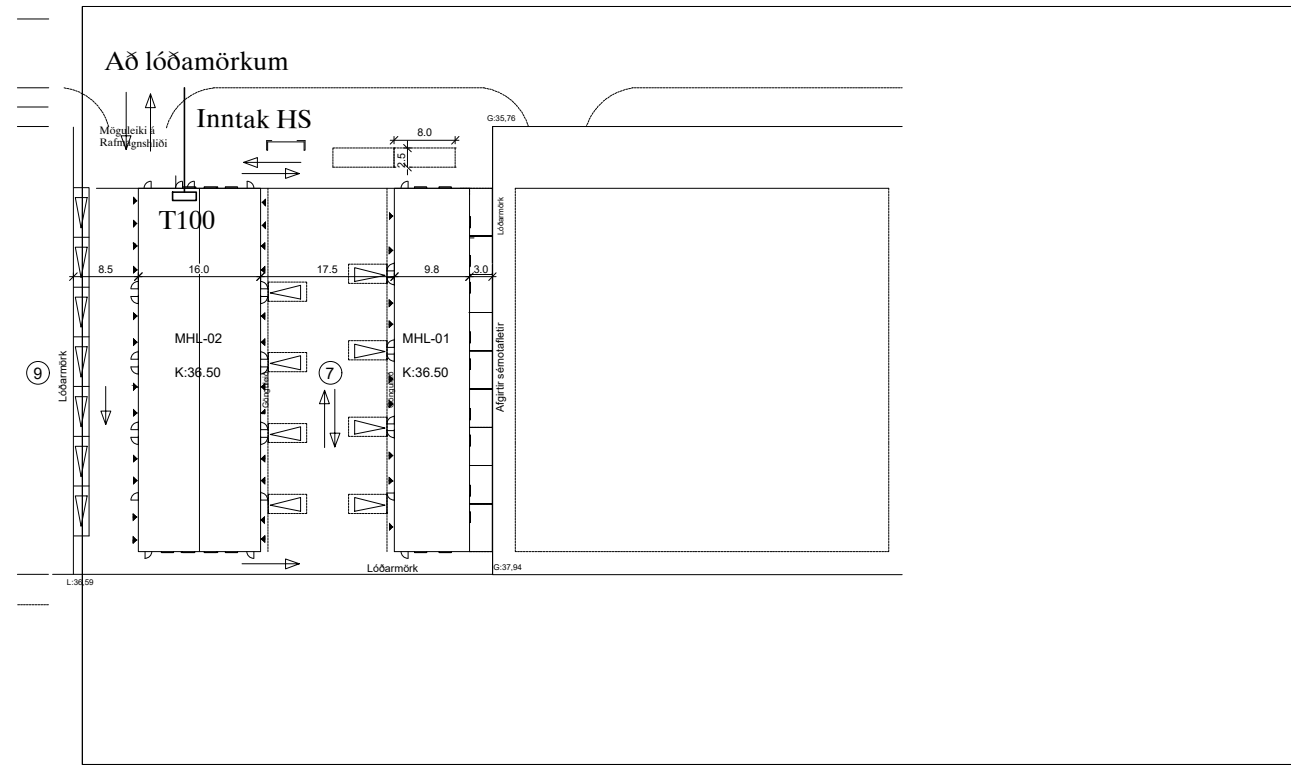 Að lóðamörkum
Inntak HS
Möguleiki á
Rafmagnshliði
G:35,76
8.0
2.5
T100
Lóðarmörk
8.5
16.0
17.5
9.8
3.0
MHL-02
MHL-01
K:36.50
K:36.50
9
7
Lóðarmörk
Afgirtir sérnotafletir
Lóðarmörk
G:37,94
L:36,59